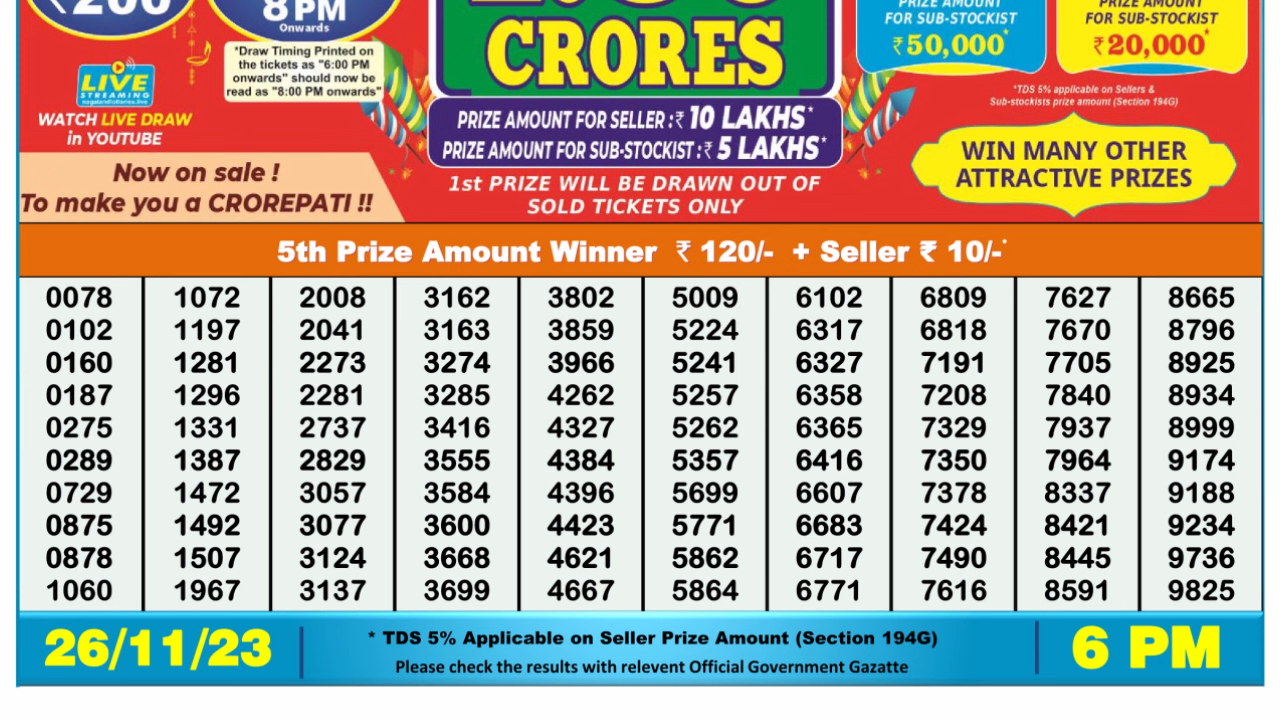 ₹200
8PM
Onwards
*Draw Timing Printed on
the tickets as "6:00 PM
onwards" should now be
read as "8:00 PM onwards"
LIVE
STREAMING
nagalandlotteries.live
WATCH LIVE DRAW
in YOUTUBE
Now on sale !
To make you a CROREPATI !!
CRORES
PRIZE AMOUNT FOR SELLER :₹ 10 LAKHS*
PRIZE AMOUNT FOR SUB-STOCKIST :₹ 5 LAKHS*
1st PRIZE WILL BE DRAWN OUT OF
SOLD TICKETS ONLY
PRIZE AMOUNT
FOR SUB-STOCKIST
₹50,000*
PRIZE AMOUNT
FOR SUB-STOCKIST
₹20,000*
*TDS 5% applicable on Sellers &
Sub-stockists prize amount (Section 194G)
WIN MANY OTHER
ATTRACTIVE PRIZES
5th Prize Amount Winner ₹ 120/- + Seller ₹ 10/-*
0078 1072 2008 3162 3802 5009 6102 6809 7627 8665
0102 1197 2041 3163 3859 5224 6317 6818 7670 8796
0160 1281 2273 3274 3966 5241 6327 7191 7705 8925
0187 1296 2281 3285 4262 5257 6358 7208 7840 8934
0275 1331 2737 3416 4327 5262 6365 7329 7937 8999
0289 1387 2829 3555 4384 5357 6416 7350 7964 9174
0729 1472 3057 3584 4396 5699 6607 7378 8337 9188
0875 1492 3077 3600 4423 5771 6683 7424 8421 9234
0878 1507 3124 3668 4621 5862 6717 7490 8445 9736
1060 1967 3137 3699 4667 5864 6771 7616 8591 9825
26/11/23
* TDS 5% Applicable on Seller Prize Amount (Section 194G)
Please check the results with relevent Official Government Gazatte
6 PM